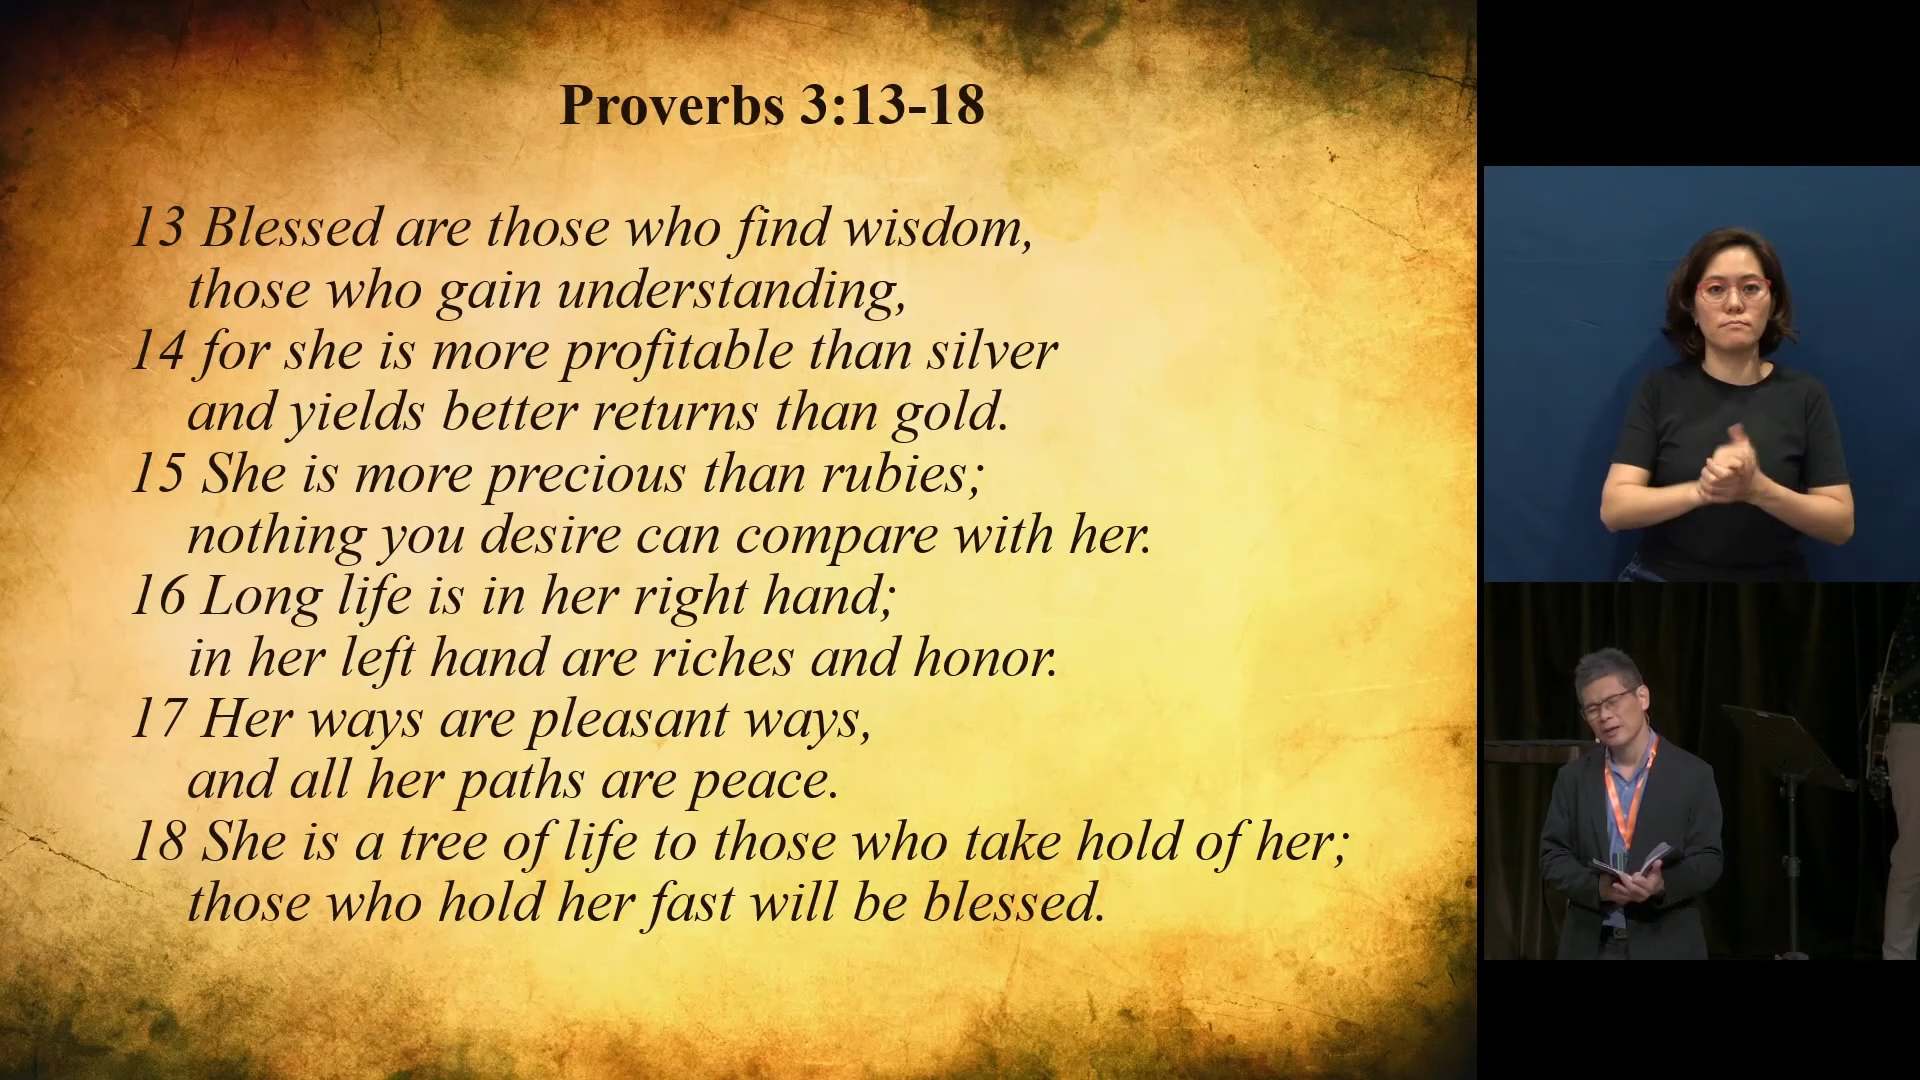 Proverbs 3:13-18
13 Blessed are those who find wisdom,
those who gain understanding,
14 for she is more profitable than silver
and yields better returns than gold.
15 She is more precious than rubies;
nothing you desire can compare with her.
16 Long life is in her right hand;
in her left hand are riches and honor.
17 Her ways are pleasant ways,
and all her paths are peace.
18 She is a tree of life to those who take hold of her;
those who hold her fast will be blessed.